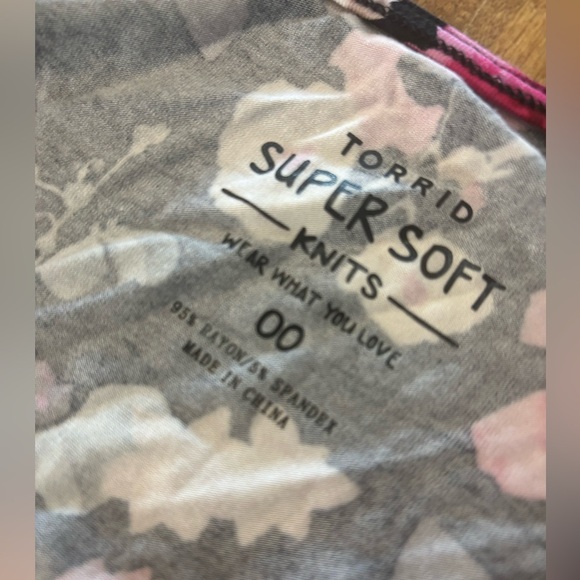 TORRID
SUPER SOFT
KNITS
WEAR WHAT YOU LOVE
00
95% RAYON/5% SPANDEX
MADE IN CHINA